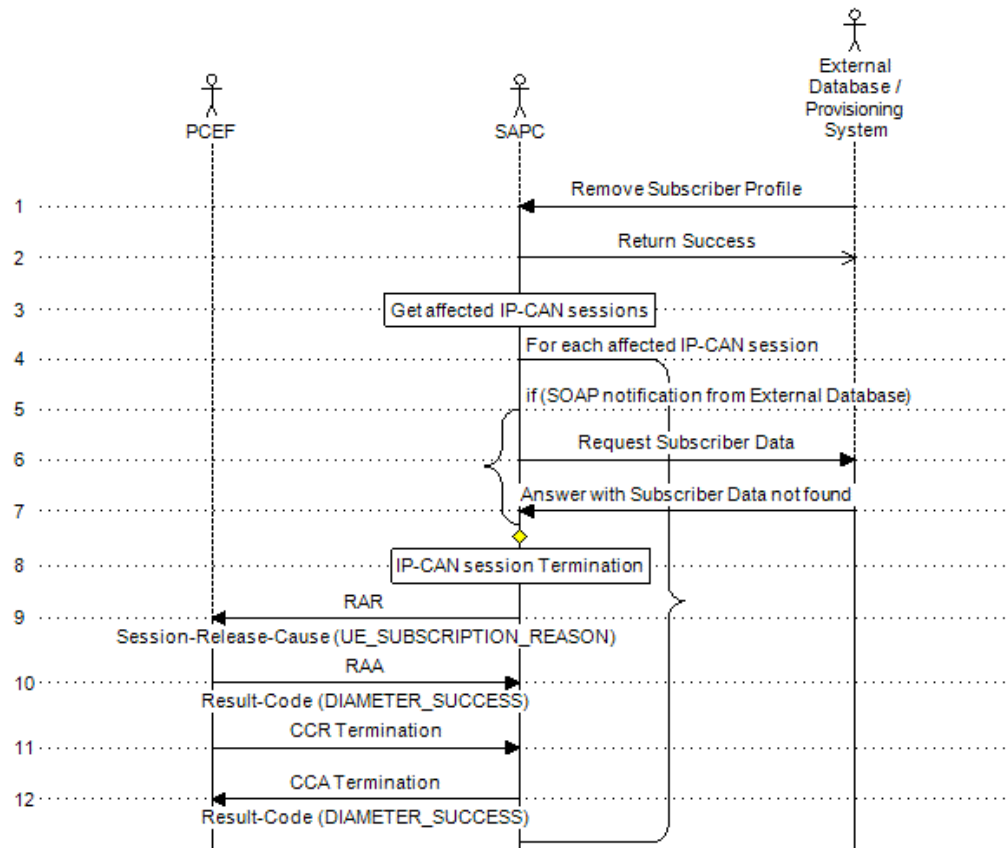 External
Database /
Provisioning
System
PCEF
SAPC
1
Remove Subscriber Profile
2
Return Success
3
Get affected IP-CAN sessions
4
For each affected IP-CAN session
5
if (SOAP notification from External Database)
6
Request Subscriber Data
7
Answer with Subscriber Data not found
8
IP-CAN session Termination
9
RAR
Session-Release-Cause (UE_SUBSCRIPTION_REASON)
10
RAA
Result-Code (DIAMETER_SUCCESS)
11
CCR Termination
12
CCA Termination
Result-Code (DIAMETER_SUCCESS)